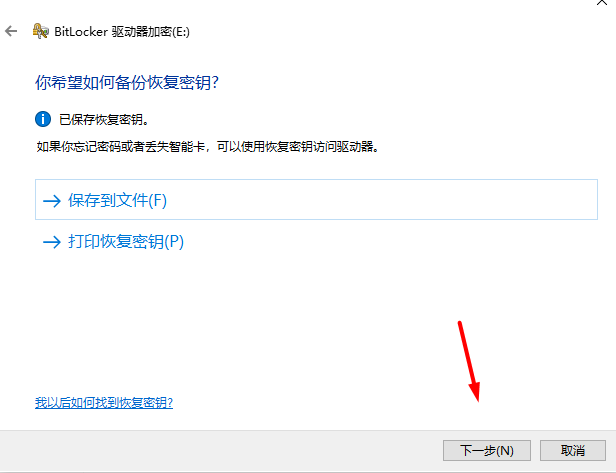 BitLocker 驱动器加密(E:)
你希望如何备份恢复密钥?
已保存恢复密钥。
如果你忘记密码或者丢失智能卡，可以使用恢复密钥访问驱动器。
保存到文件(F)
打印恢复密钥(P)
我以后如何找到恢复密钥?
下一步(N)
取消